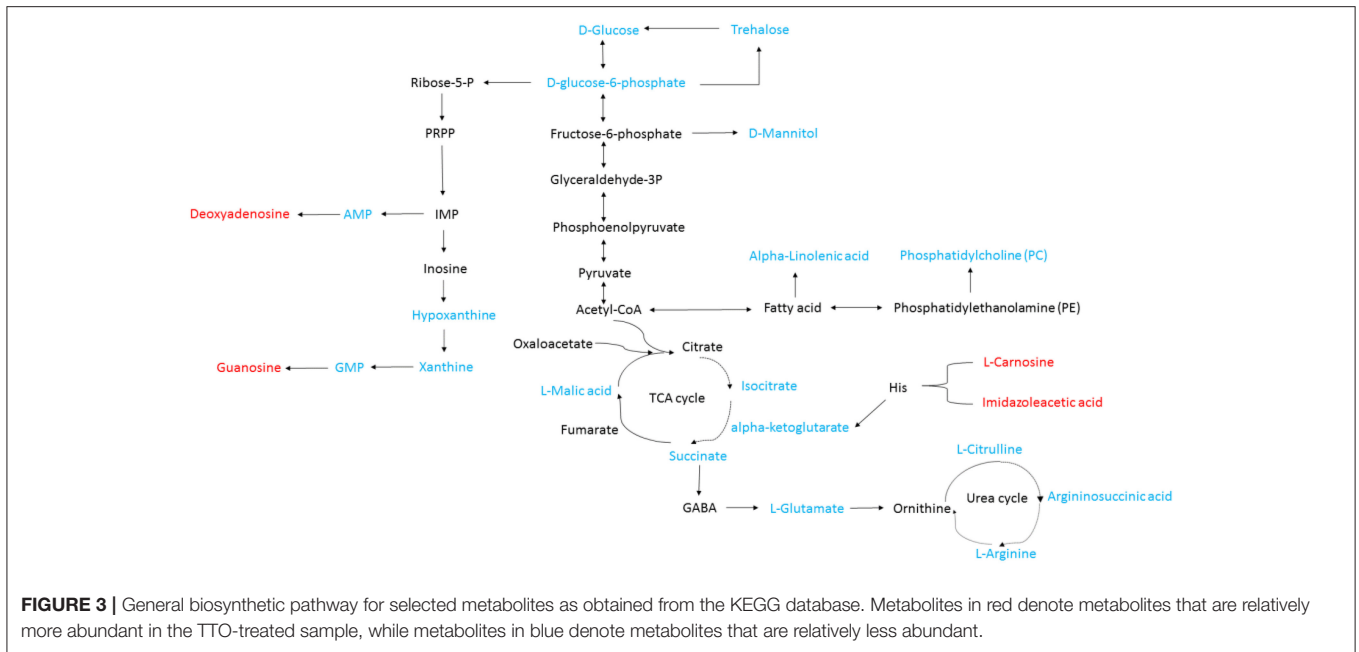 D-Glucose
Trehalose
Ribose-5-P
D-glucose-6-phosphate
PRPP
Fructose-6-phosphate
D-Mannitol
Glyceraldehyde-3P
Deoxyadenosine
AMP
IMP
Phosphoenolpyruvate
Inosine
Pyruvate
Alpha-Linolenic acid
Phosphatidylcholine (PC)
Hypoxanthine
Acetyl-CoA
Fatty acid
Phosphatidylethanolamine (PE)
Oxaloacetate
Citrate
Guanosine
GMP
Xanthine
L-Malic acid
TCA cycle
Isocitrate
His
L-Carnosine
Imidazoleacetic acid
Fumarate
alpha-ketoglutarate
Succinate
L-Citrulline
GABA
L-Glutamate
Ornithine
Urea cycle
Argininosuccinic acid
L-Arginine
FIGURE 3 | General biosynthetic pathway for selected metabolites as obtained from the KEGG database. Metabolites in red denote metabolites that are relatively
more abundant in the TTO-treated sample, while metabolites in blue denote metabolites that are relatively less abundant.